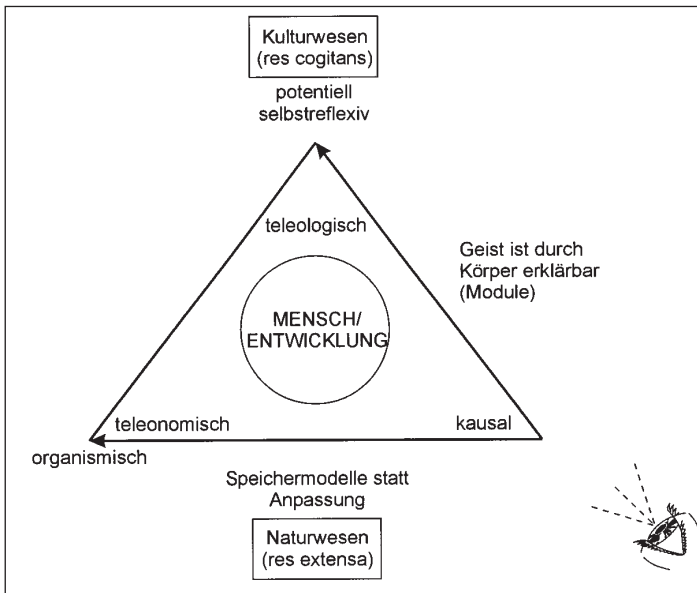 Kulturwesen
(res cogitans)
potentiell
selbstreflexiv
teleologisch
Geist ist durch
Körper erklärbar
(Module)
MENSCH/
ENTWICKLUNG
teleonomisch
kausal
organismisch
Speichermodelle statt
Anpassung
Naturwesen
(res extensa)